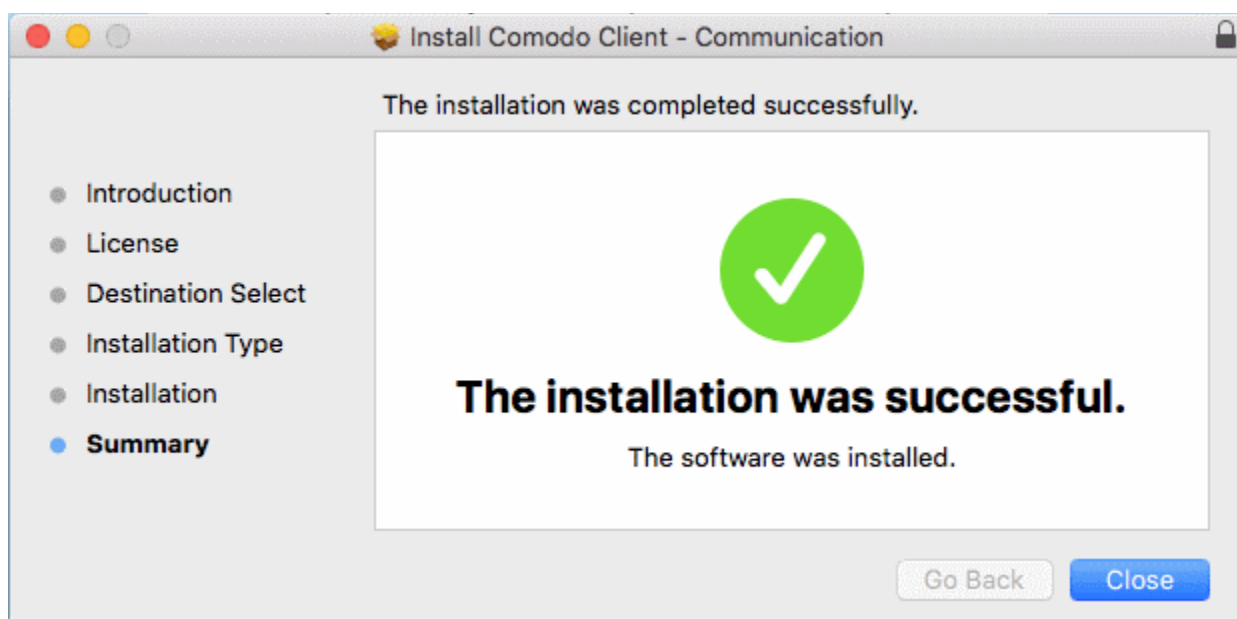 Install Comodo Client - Communication
The installation was completed successfully.
Introduction
License
Destination Select
Installation Type
Installation
Summary
The installation was successful.
The software was installed.
Go Back
Close